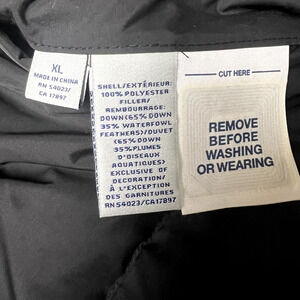 XL
MADE IN CHINA
RN 54023/
CA 17897
SHELL/EXTÉRIEUR:
100% POLYESTER
FILLER/
REMBOURRAGE:
DOWN(65% DOWN
35% WATERFOWL
FEATHERS)/DUVET
(65% DOWN
35%PLUMES
D'OISEAUX
AQUATIQUES)
EXCLUSIVE OF
DECORATION/
À L'EXCEPTION
DES GARNITURES
RN 54023/CA17897
CUT HERE
REMOVE
BEFORE
WASHING
OR WEARING